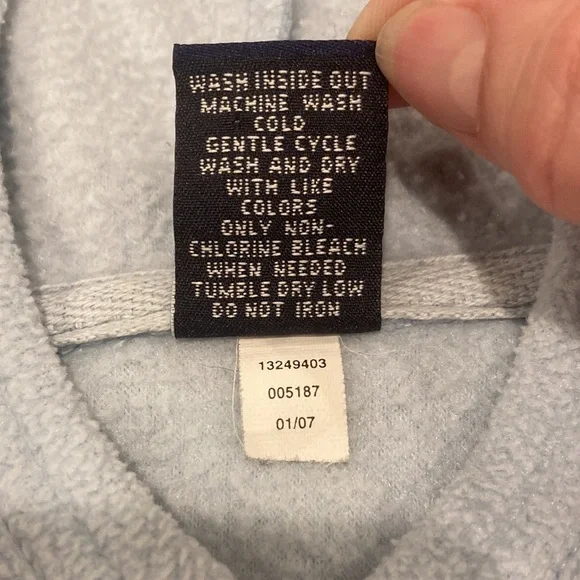 WASH INSIDE OUT
MACHINE WASH
COLD
GENTLE CYCLE
WASH AND DRY
WITH LIKE
COLORS
ONLY NON-
CHLORINE BLEACH
WHEN NEEDED
TUMBLE DRY LOW
DO NOT IRON
13249403
005187
01/07